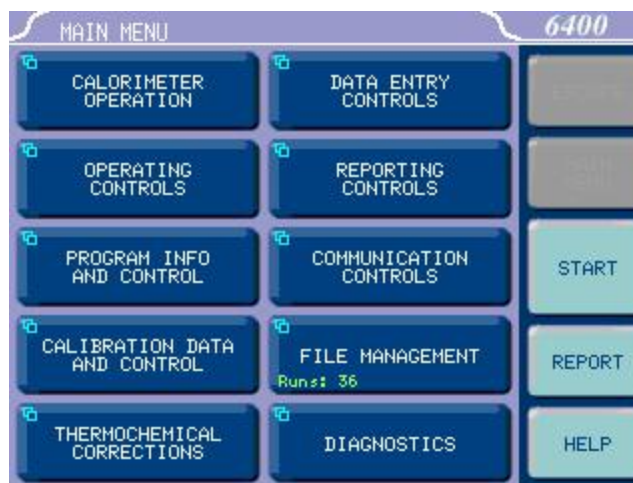 MAIN MENU
6400
CALORIMETER
OPERATION
DATA ENTRY
CONTROLS
OPERATING
CONTROLS
REPORTING
CONTROLS
PROGRAM INFO
AND CONTROL
COMMUNICATION
CONTROLS
START
CALIBRATION DATA
AND CONTROL
FILE MANAGEMENT
Runs: 36
REPORT
THERMOCHEMICAL
CORRECTIONS
DIAGNOSTICS
HELP